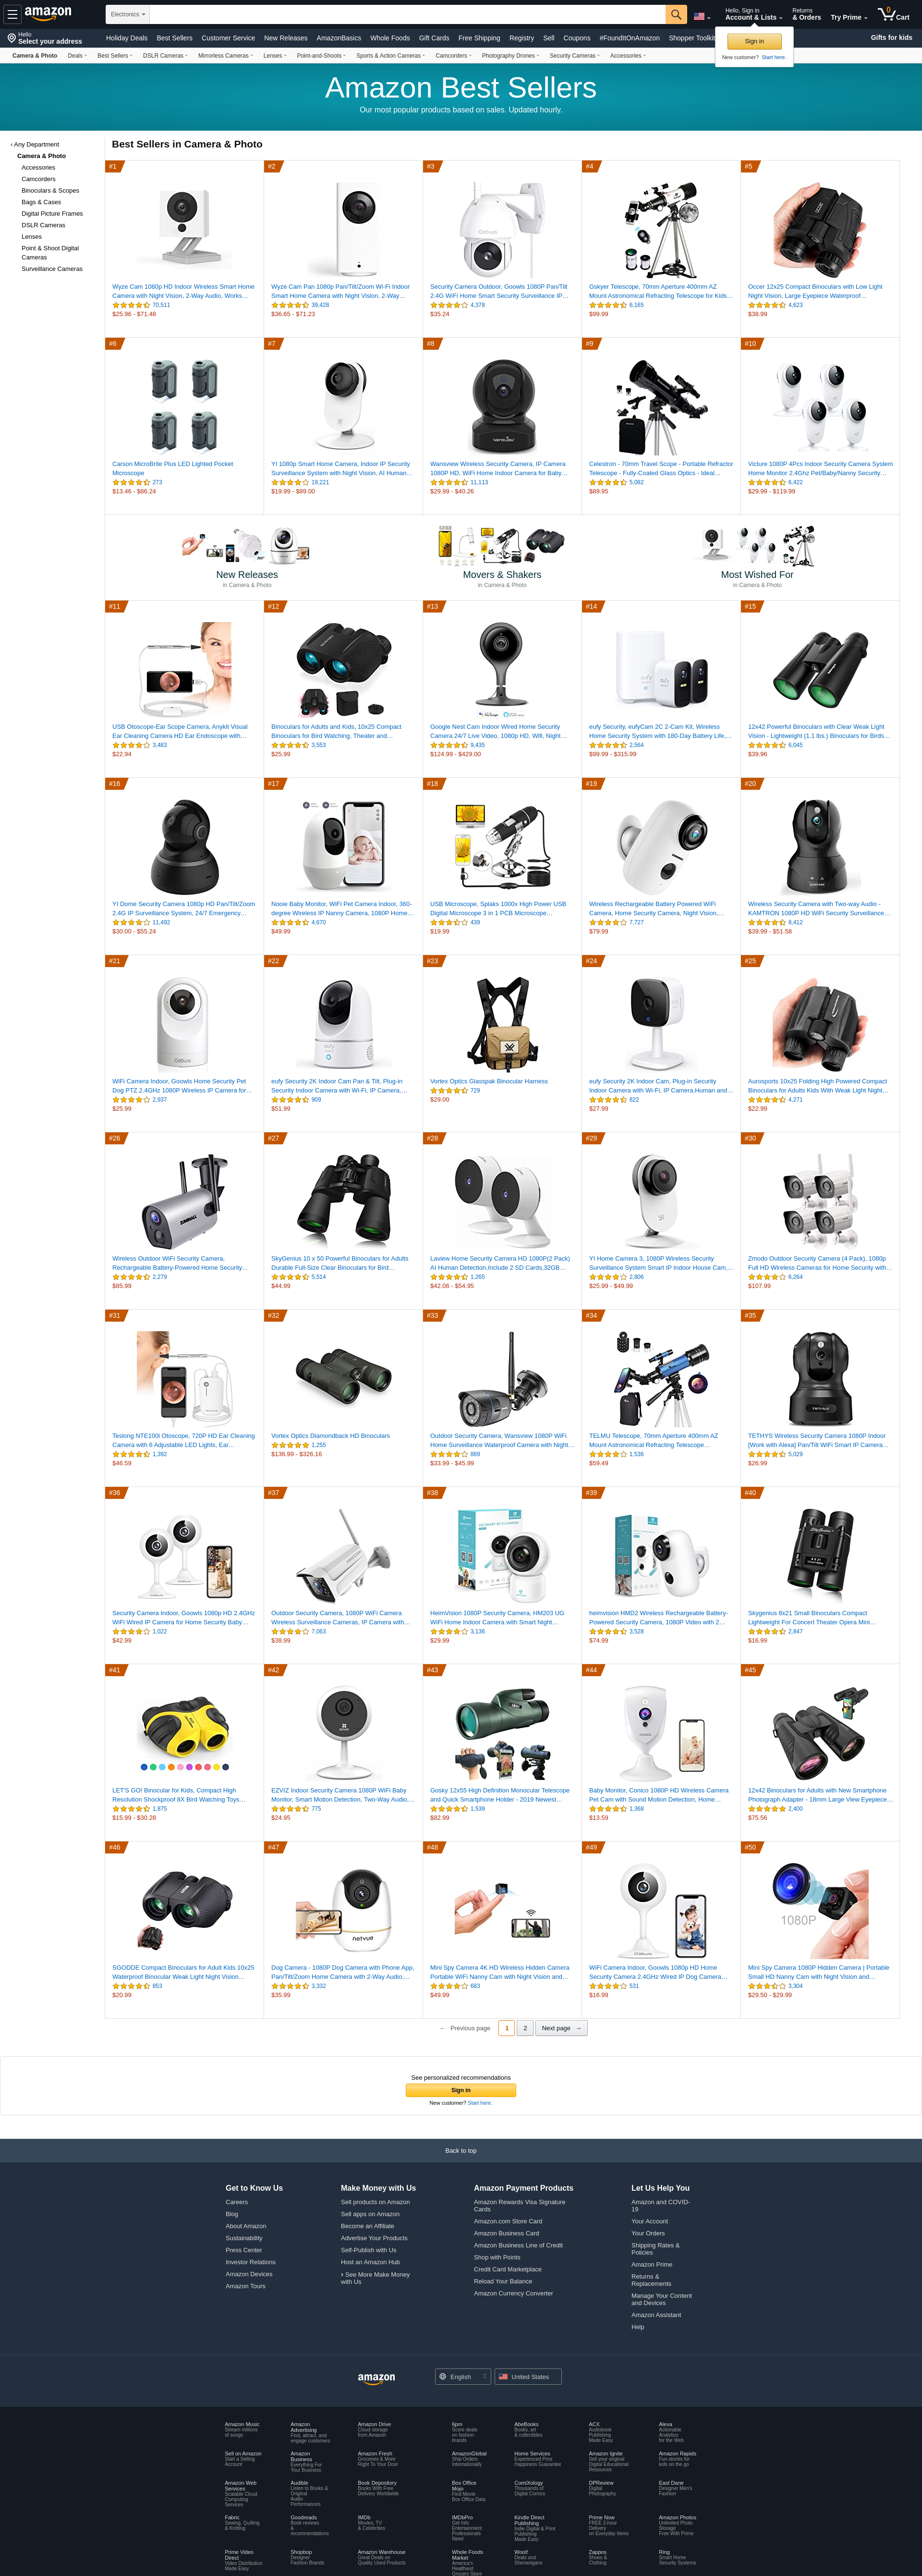 amazon
Electronics
Hello, Sign in
Account & Lists
Returns
& Orders
Try Prime
0
Cart
Hello
Select your address
Holiday Deals
Best Sellers
Customer Service
New Releases
AmazonBasics
Whole Foods
Gift Cards
Free Shipping
Registry
Sell
Coupons
#FoundItOnAmazon
Shopper Toolkit
Gifts for kids
Sign in
New customer? Start here.
Camera & Photo
Deals
Best Sellers
DSLR Cameras
Mirrorless Cameras
Lenses
Point-and-Shoots
Sports & Action Cameras
Camcorders
Photography Drones
Security Cameras
Accessories
Amazon Best Sellers
Our most popular products based on sales. Updated hourly.
‹ Any Department
Camera & Photo
Accessories
Camcorders
Binoculars & Scopes
Bags & Cases
Digital Picture Frames
DSLR Cameras
Lenses
Point & Shoot Digital
Cameras
Surveillance Cameras
Best Sellers in Camera & Photo
#1
Wyze Cam 1080p HD Indoor Wireless Smart Home
Camera with Night Vision, 2-Way Audio, Works…
70,511
$25.96 - $71.48
#2
Wyze Cam Pan 1080p Pan/Tilt/Zoom Wi-Fi Indoor
Smart Home Camera with Night Vision, 2-Way…
39,428
$36.65 - $71.23
#3
Security Camera Outdoor, Goowls 1080P Pan/Tilt
2.4G WiFi Home Smart Security Surveillance IP…
4,378
$35.24
#4
Gskyer Telescope, 70mm Aperture 400mm AZ
Mount Astronomical Refracting Telescope for Kids…
6,165
$99.99
#5
Occer 12x25 Compact Binoculars with Low Light
Night Vision, Large Eyepiece Waterproof…
4,623
$38.99
#6
Carson MicroBrite Plus LED Lighted Pocket
Microscope
273
$13.46 - $86.24
#7
YI 1080p Smart Home Camera, Indoor IP Security
Surveillance System with Night Vision, AI Human…
19,221
$19.99 - $89.00
#8
Wansview Wireless Security Camera, IP Camera
1080P HD, WiFi Home Indoor Camera for Baby…
11,113
$29.99 - $40.26
#9
Celestron - 70mm Travel Scope - Portable Refractor
Telescope - Fully-Coated Glass Optics - Ideal…
5,082
$89.95
#10
Victure 1080P 4Pcs Indoor Security Camera System
Home Monitor 2.4Ghz Pet/Baby/Nanny Security…
6,422
$29.99 - $119.99
New Releases
in Camera & Photo
Movers & Shakers
in Camera & Photo
Most Wished For
in Camera & Photo
#11
USB Otoscope-Ear Scope Camera, Anykit Visual
Ear Cleaning Camera HD Ear Endoscope with…
3,483
$22.94
#12
Binoculars for Adults and Kids, 10x25 Compact
Binoculars for Bird Watching, Theater and…
3,553
$25.99
#13
Google Nest Cam Indoor Wired Home Security
Camera 24/7 Live Video, 1080p HD, Wifi, Night…
9,435
$124.99 - $429.00
#14
eufy Security, eufyCam 2C 2-Cam Kit, Wireless
Home Security System with 180-Day Battery Life,…
2,564
$99.99 - $315.99
#15
12x42 Powerful Binoculars with Clear Weak Light
Vision - Lightweight (1.1 lbs.) Binoculars for Birds…
6,045
$39.96
#16
YI Dome Security Camera 1080p HD Pan/Tilt/Zoom
2.4G IP Surveillance System, 24/7 Emergency…
11,492
$30.00 - $55.24
#17
Nooie Baby Monitor, WiFi Pet Camera Indoor, 360-
degree Wireless IP Nanny Camera, 1080P Home…
4,670
$49.99
#18
USB Microscope, Splaks 1000x High Power USB
Digital Microscope 3 in 1 PCB Microscope…
439
$19.99
#19
Wireless Rechargeable Battery Powered WiFi
Camera, Home Security Camera, Night Vision,…
7,727
$79.99
#20
Wireless Security Camera with Two-way Audio -
KAMTRON 1080P HD WiFi Security Surveillance…
8,412
$39.99 - $51.58
#21
WiFi Camera Indoor, Goowls Home Security Pet
Dog PTZ 2.4GHz 1080P Wireless IP Camera for…
2,937
$25.99
#22
eufy Security 2K Indoor Cam Pan & Tilt, Plug-in
Security Indoor Camera with Wi-Fi, IP Camera,…
909
$51.99
#23
Vortex Optics Glasspak Binocular Harness
729
$29.00
#24
eufy Security 2K Indoor Cam, Plug-in Security
Indoor Camera with Wi-Fi, IP Camera,Human and…
822
$27.99
#25
Aurosports 10x25 Folding High Powered Compact
Binoculars for Adults Kids With Weak Light Night…
4,271
$22.99
#26
Wireless Outdoor WiFi Security Camera,
Rechargeable Battery-Powered Home Security…
2,279
$85.99
#27
SkyGenius 10 x 50 Powerful Binoculars for Adults
Durable Full-Size Clear Binoculars for Bird…
5,514
$44.99
#28
Laview Home Security Camera HD 1080P(2 Pack)
AI Human Detection,Include 2 SD Cards,32GB…
1,265
$42.06 - $54.95
#29
YI Home Camera 3, 1080P Wireless Security
Surveillance System Smart IP Indoor House Cam,…
2,806
$25.99 - $49.99
#30
Zmodo Outdoor Security Camera (4 Pack), 1080p
Full HD Wireless Cameras for Home Security with…
6,264
$107.99
#31
Teslong NTE100i Otoscope, 720P HD Ear Cleaning
Camera with 6 Adjustable LED Lights, Ear…
1,392
$46.59
#32
Vortex Optics Diamondback HD Binoculars
1,255
$136.99 - $326.16
#33
Outdoor Security Camera, Wansview 1080P WiFi
Home Surveillance Waterproof Camera with Night…
889
$33.99 - $45.99
#34
TELMU Telescope, 70mm Aperture 400mm AZ
Mount Astronomical Refracting Telescope…
1,536
$59.49
#35
TETHYS Wireless Security Camera 1080P Indoor
[Work with Alexa] Pan/Tilt WiFi Smart IP Camera…
5,029
$26.99
#36
Security Camera Indoor, Goowls 1080p HD 2.4GHz
WiFi Wired IP Camera for Home Security Baby…
1,022
$42.99
#37
Outdoor Security Camera, 1080P WiFi Camera
Wireless Surveillance Cameras, IP Camera with…
7,063
$38.99
#38
HeimVision 1080P Security Camera, HM203 UG
WiFi Home Indoor Camera with Smart Night…
3,136
$29.99
#39
heimvision HMD2 Wireless Rechargeable Battery-
Powered Security Camera, 1080P Video with 2…
3,528
$74.99
#40
Skygenius 8x21 Small Binoculars Compact
Lightweight For Concert Theater Opera Mini…
2,847
$16.99
#41
LET'S GO! Binocular for Kids, Compact High
Resolution Shockproof 8X Bird Watching Toys…
1,875
$15.99 - $30.28
#42
EZVIZ Indoor Security Camera 1080P WiFi Baby
Monitor, Smart Motion Detection, Two-Way Audio,…
775
$24.95
#43
Gosky 12x55 High Definition Monocular Telescope
and Quick Smartphone Holder - 2019 Newest…
1,539
$82.99
#44
Baby Monitor, Conico 1080P HD Wireless Camera
Pet Cam with Sound Motion Detection, Home…
1,368
$13.59
#45
12x42 Binoculars for Adults with New Smartphone
Photograph Adapter - 18mm Large View Eyepiece…
2,400
$75.56
#46
SGODDE Compact Binoculars for Adult Kids 10x25
Waterproof Binocular Weak Light Night Vision…
853
$20.99
#47
netvue
Dog Camera - 1080P Dog Camera with Phone App,
Pan/Tilt/Zoom Home Camera with 2-Way Audio,…
3,332
$35.99
#48
Mini Spy Camera 4K HD Wireless Hidden Camera
Portable WiFi Nanny Cam with Night Vision and…
683
$49.99
#49
WiFi Camera Indoor, Goowls 1080p HD Home
Security Camera 2.4GHz Wired IP Dog Camera…
531
$16.99
#50
1080P
Mini Spy Camera 1080P Hidden Camera | Portable
Small HD Nanny Cam with Night Vision and…
3,304
$29.50 - $29.99
← Previous page
1
2
Next page →
See personalized recommendations
Sign in
New customer? Start here.
Back to top
Get to Know Us
Careers
Blog
About Amazon
Sustainability
Press Center
Investor Relations
Amazon Devices
Amazon Tours
Make Money with Us
Sell products on Amazon
Sell apps on Amazon
Become an Affiliate
Advertise Your Products
Self-Publish with Us
Host an Amazon Hub
› See More Make Money
with Us
Amazon Payment Products
Amazon Rewards Visa Signature
Cards
Amazon.com Store Card
Amazon Business Card
Amazon Business Line of Credit
Shop with Points
Credit Card Marketplace
Reload Your Balance
Amazon Currency Converter
Let Us Help You
Amazon and COVID-
19
Your Account
Your Orders
Shipping Rates &
Policies
Amazon Prime
Returns &
Replacements
Manage Your Content
and Devices
Amazon Assistant
Help
amazon
English
United States
Amazon Music
Stream millions
of songs
Amazon
Advertising
Find, attract, and
engage customers
Amazon Drive
Cloud storage
from Amazon
6pm
Score deals
on fashion
brands
AbeBooks
Books, art
& collectibles
ACX
Audiobook
Publishing
Made Easy
Alexa
Actionable
Analytics
for the Web
Sell on Amazon
Start a Selling
Account
Amazon
Business
Everything For
Your Business
Amazon Fresh
Groceries & More
Right To Your Door
AmazonGlobal
Ship Orders
Internationally
Home Services
Experienced Pros
Happiness Guarantee
Amazon Ignite
Sell your original
Digital Educational
Resources
Amazon Rapids
Fun stories for
kids on the go
Amazon Web
Services
Scalable Cloud
Computing
Services
Audible
Listen to Books &
Original
Audio
Performances
Book Depository
Books With Free
Delivery Worldwide
Box Office
Mojo
Find Movie
Box Office Data
ComiXology
Thousands of
Digital Comics
DPReview
Digital
Photography
East Dane
Designer Men's
Fashion
Fabric
Sewing, Quilting
& Knitting
Goodreads
Book reviews
&
recommendations
IMDb
Movies, TV
& Celebrities
IMDbPro
Get Info
Entertainment
Professionals
Need
Kindle Direct
Publishing
Indie Digital & Print
Publishing
Made Easy
Prime Now
FREE 2-hour
Delivery
on Everyday Items
Amazon Photos
Unlimited Photo
Storage
Free With Prime
Prime Video
Direct
Video Distribution
Made Easy
Shopbop
Designer
Fashion Brands
Amazon Warehouse
Great Deals on
Quality Used Products
Whole Foods
Market
America's
Healthiest
Grocery Store
Woot!
Deals and
Shenanigans
Zappos
Shoes &
Clothing
Ring
Smart Home
Security Systems